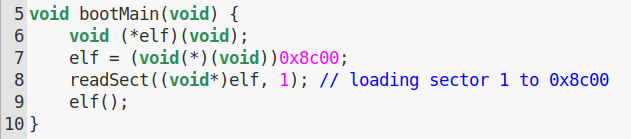 5 void bootMain(void) {
6     void (*elf)(void);
7     elf = (void(*)(void))0x8c00;
8     readSect((void*)elf, 1); // loading sector 1 to 0x8c00
9     elf();
10 }